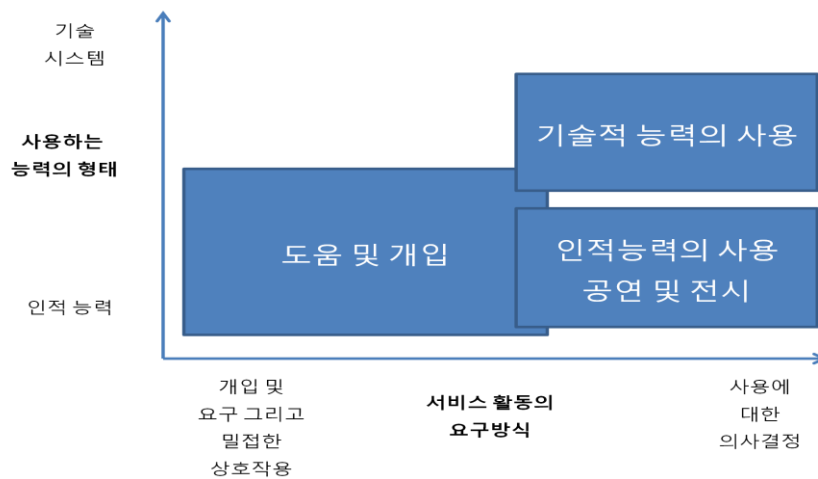 기술
시스템
사용하는
능력의 형태
인적 능력
기술적 능력의 사용
도움 및 개입
인적능력의 사용
공연 및 전시
개입 및
요구 그리고
밀접한
상호작용
서비스 활동의
요구방식
사용에
대한
의사결정